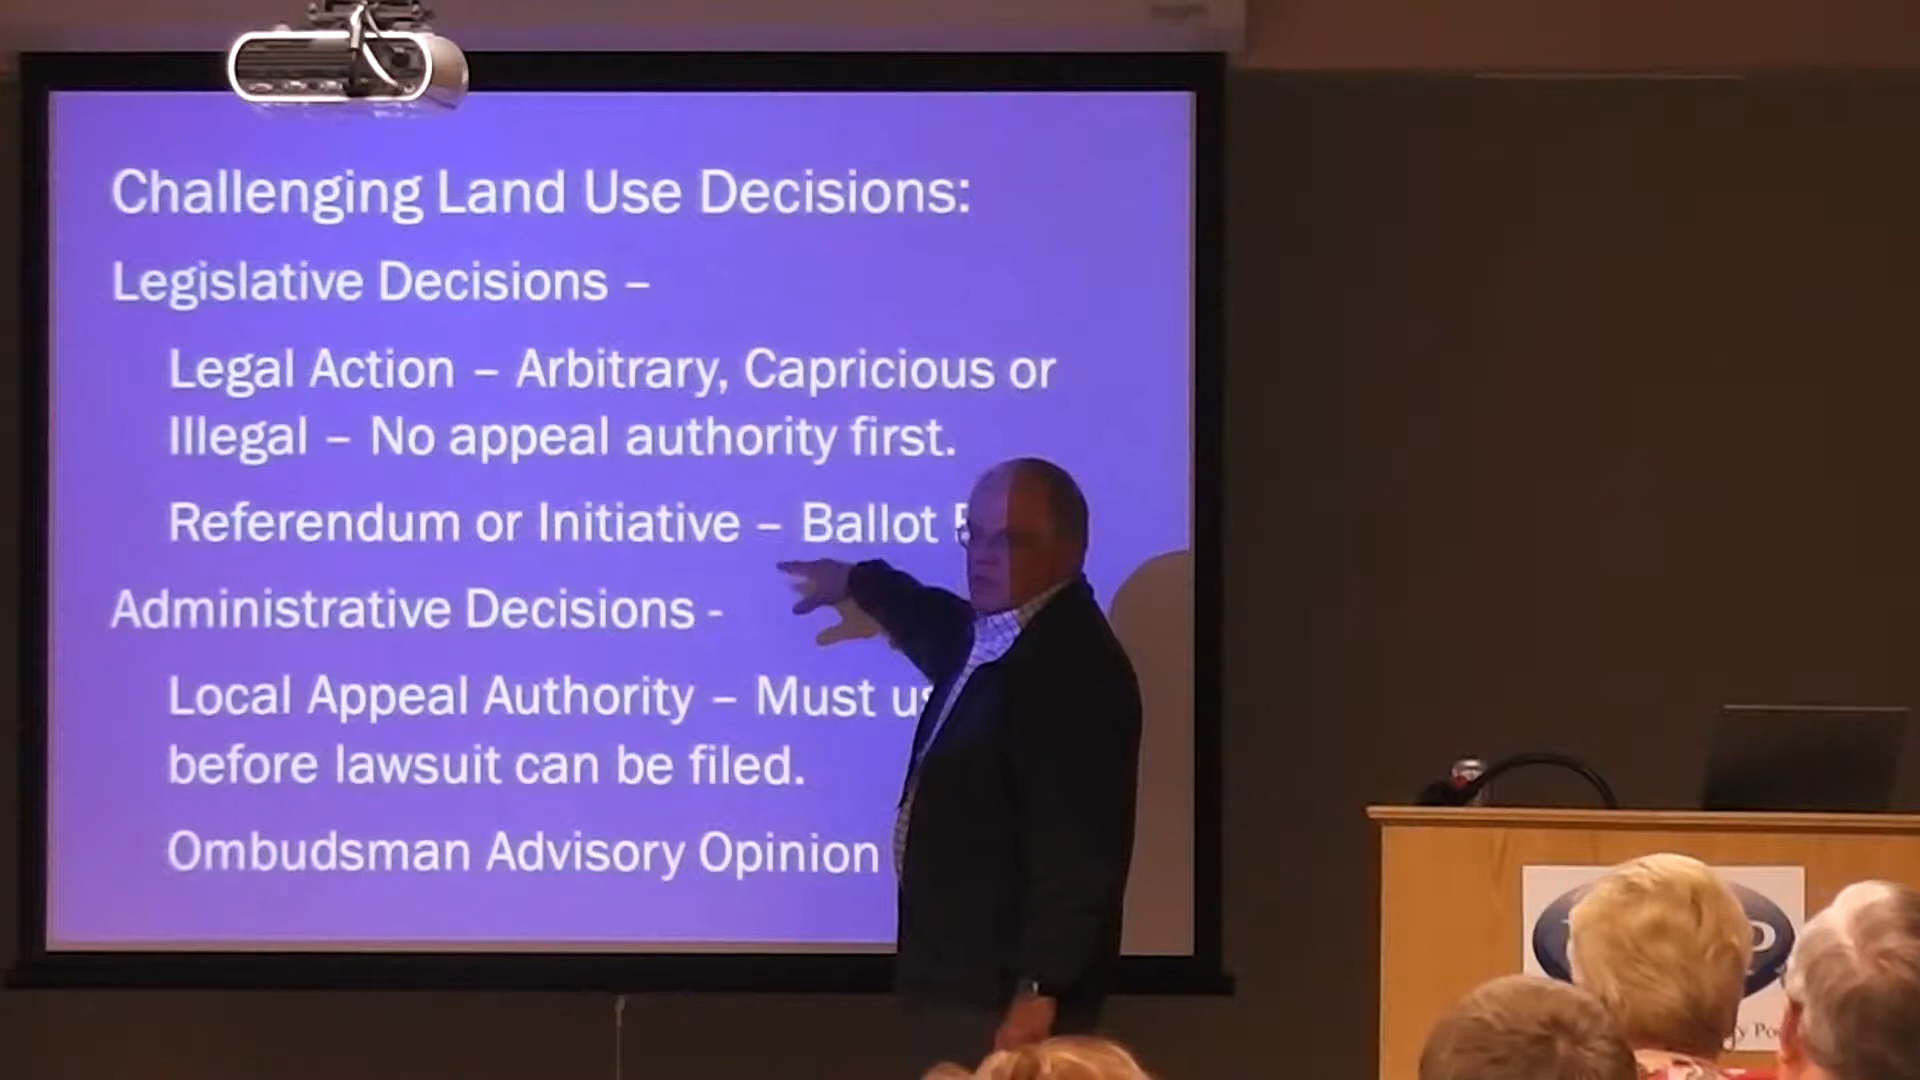 Challenging Land Use Decisions:
Legislative Decisions –
Legal Action – Arbitrary, Capricious or
Illegal – No appeal authority first.
Referendum or Initiative – Ballot
Administrative Decisions -
Local Appeal Authority – Must
before lawsuit can be filed.
Ombudsman Advisory Opinion